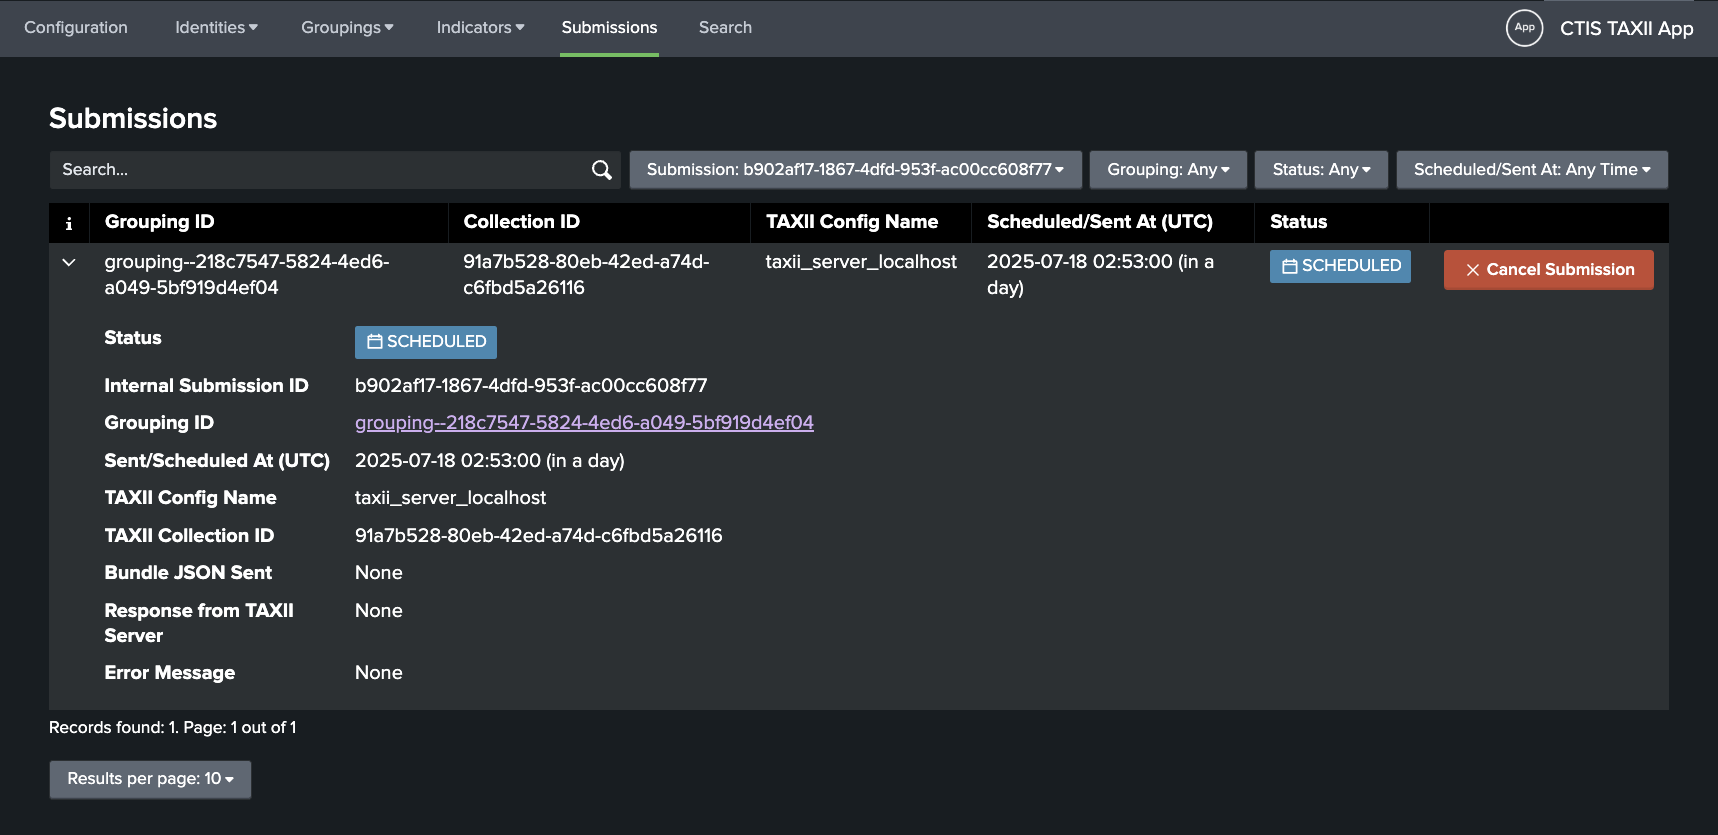 Configuration Identities Groupings Indicators Submissions Search App CTIS TAXII App
Submissions
Search... Submission: b902af17-1867-4dfd-953f-ac00cc608f77 Grouping: Any Status: Any Scheduled/Sent At: Any Time
i Grouping ID Collection ID TAXII Config Name Scheduled/Sent At (UTC) Status
grouping--218c7547-5824-4ed6- 91a7b528-80eb-42ed-a74d- taxii_server_localhost 2025-07-18 02:53:00 (in a SCHEDULED Cancel Submission
a049-5bf919d4ef04 c6fbd5a26116 day)
Status SCHEDULED
Internal Submission ID b902af17-1867-4dfd-953f-ac00cc608f77
Grouping ID grouping--218c7547-5824-4ed6-a049-5bf919d4ef04
Sent/Scheduled At (UTC) 2025-07-18 02:53:00 (in a day)
TAXII Config Name taxii_server_localhost
TAXII Collection ID 91a7b528-80eb-42ed-a74d-c6fbd5a26116
Bundle JSON Sent None
Response from TAXII None
Server
Error Message None
Records found: 1. Page: 1 out of 1
Results per page: 10